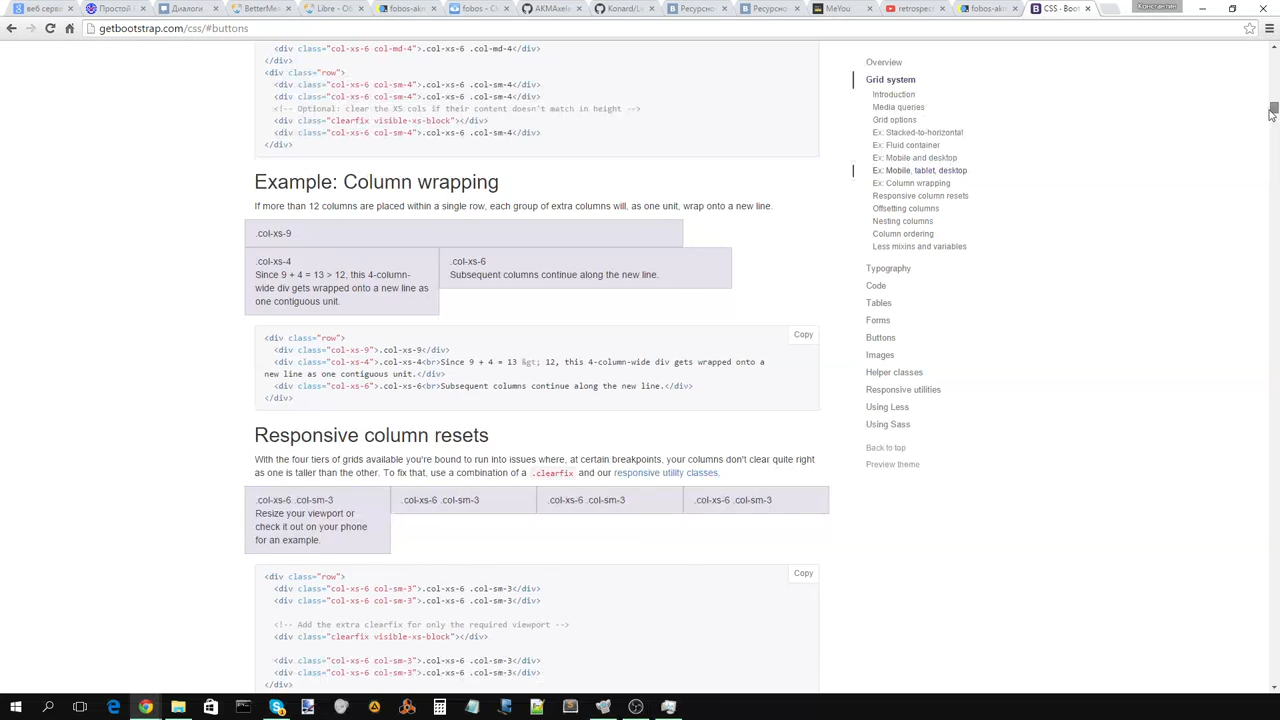 веб серви
Простой
Диалоги
BetterMe
Libre – Об
fobos-akm
fobos – C
AKMAxele
Konard/Li
Ресурсно
Ресурсно
MeYou
retrospec
fobos-akm
CSS · Boot
Константин
getbootstrap.com/css/#buttons
<div class="col-xs-6 col-md-4">.col-xs-6 .col-md-4</div>
</div>
<div class="row">
<div class="col-xs-6 col-sm-4">.col-xs-6 .col-sm-4</div>
<div class="col-xs-6 col-sm-4">.col-xs-6 .col-sm-4</div>
<!-- Optional: clear the XS cols if their content doesn't match in height -->
<div class="clearfix visible-xs-block"></div>
<div class="col-xs-6 col-sm-4">.col-xs-6 .col-sm-4</div>
</div>
Example: Column wrapping
If more than 12 columns are placed within a single row, each group of extra columns will, as one unit, wrap onto a new line.
.col-xs-9
.col-xs-4
Since 9 + 4 = 13 > 12, this 4-column-
wide div gets wrapped onto a new line as
one contiguous unit.
.col-xs-6
Subsequent columns continue along the new line.
Copy
<div class="row">
<div class="col-xs-9">.col-xs-9</div>
<div class="col-xs-4">.col-xs-4<br>Since 9 + 4 = 13 &gt; 12, this 4-column-wide div gets wrapped onto a
new line as one contiguous unit.</div>
<div class="col-xs-6">.col-xs-6<br>Subsequent columns continue along the new line.</div>
</div>
Responsive column resets
With the four tiers of grids available you're bound to run into issues where, at certain breakpoints, your columns don't clear quite right
as one is taller than the other. To fix that, use a combination of a .clearfix and our responsive utility classes.
.col-xs-6 .col-sm-3
Resize your viewport or
check it out on your phone
for an example.
.col-xs-6 .col-sm-3
.col-xs-6 .col-sm-3
.col-xs-6 .col-sm-3
Copy
<div class="row">
<div class="col-xs-6 col-sm-3">.col-xs-6 .col-sm-3</div>
<div class="col-xs-6 col-sm-3">.col-xs-6 .col-sm-3</div>
<!-- Add the extra clearfix for only the required viewport -->
<div class="clearfix visible-xs-block"></div>
<div class="col-xs-6 col-sm-3">.col-xs-6 .col-sm-3</div>
<div class="col-xs-6 col-sm-3">.col-xs-6 .col-sm-3</div>
</div>
Overview
Grid system
Introduction
Media queries
Grid options
Ex: Stacked-to-horizontal
Ex: Fluid container
Ex: Mobile and desktop
Ex: Mobile, tablet, desktop
Ex: Column wrapping
Responsive column resets
Offsetting columns
Nesting columns
Column ordering
Less mixins and variables
Typography
Code
Tables
Forms
Buttons
Images
Helper classes
Responsive utilities
Using Less
Using Sass
Back to top
Preview theme